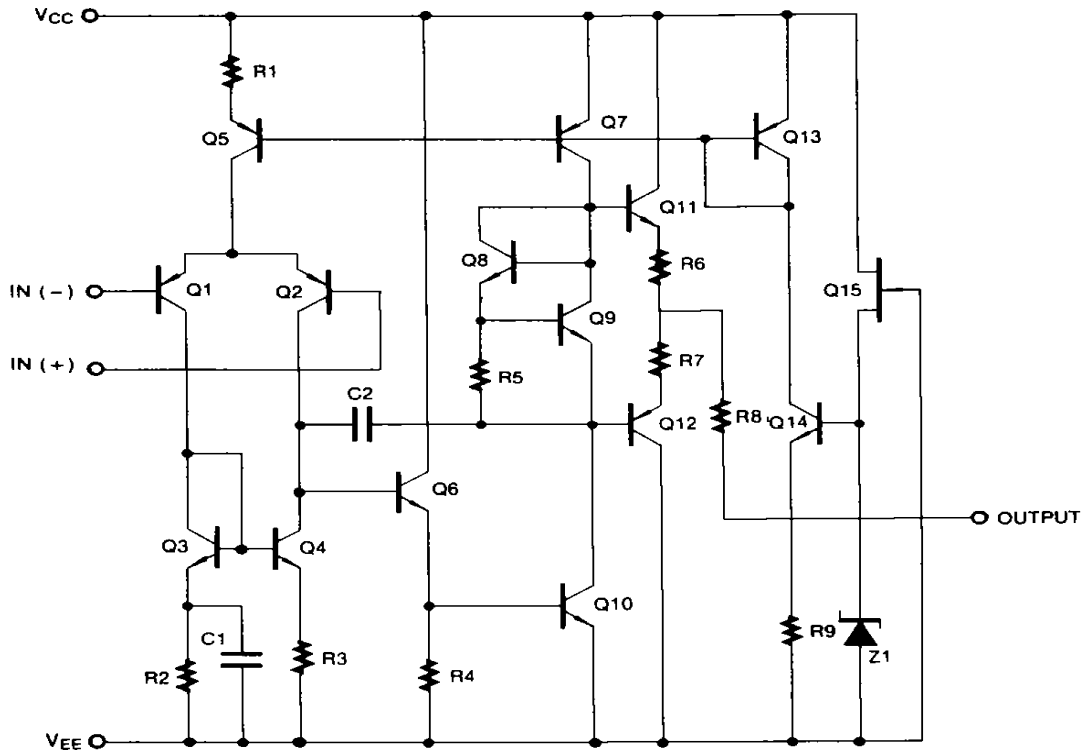 VCC
R1
Q5
Q7
Q13
Q11
Q8
R6
Q15
IN (−)
Q1
Q2
Q9
IN (+)
R7
R5
C2
Q12
R8
Q14
Q6
OUTPUT
Q3
Q4
Q10
C1
R2
R3
R4
R9
Z1
VEE